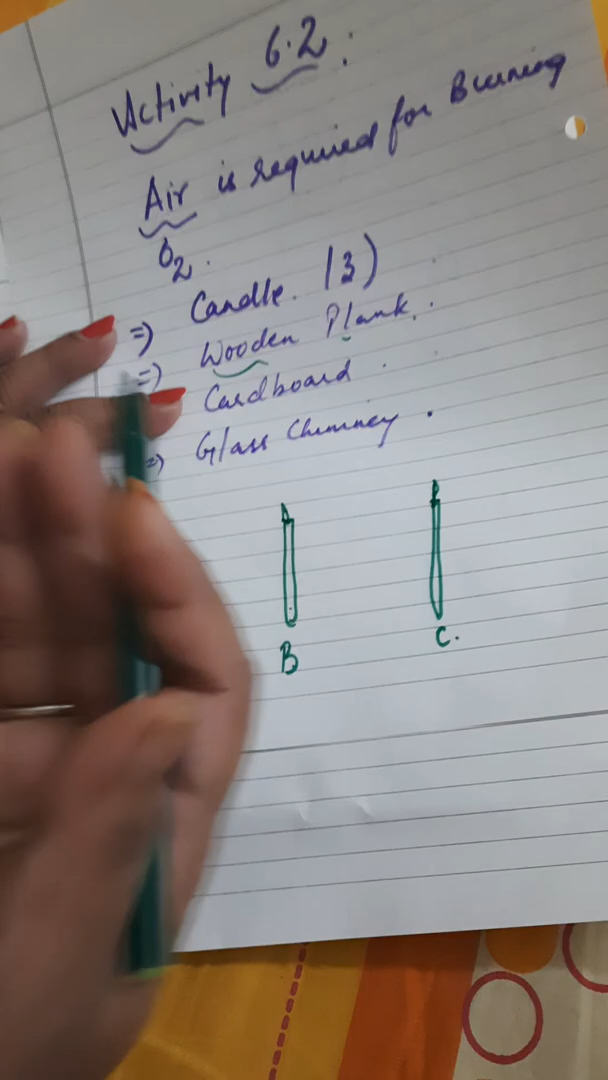 Activity 6.2:
Air is required for Burning
O2.
=) Candle. (3)
=) Wooden Plank.
Cardboard.
=) Glass Chimney.
B
C.